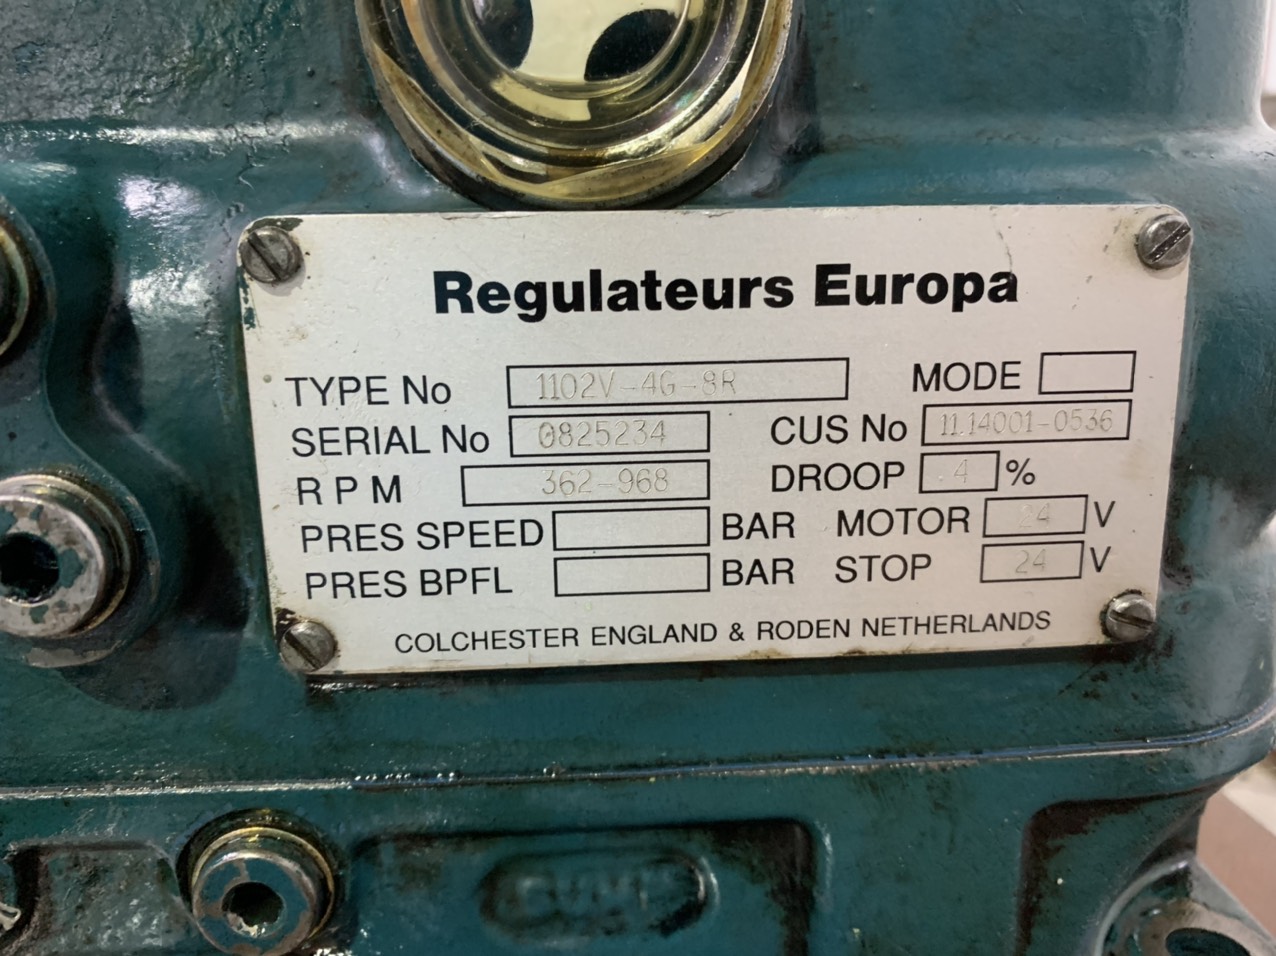 Regulateurs Europa
TYPE No 1102V-4G-8R MODE
SERIAL No 0825234 CUS No 11.14001-0536
R P M 362-968 DROOP 4 %
PRES SPEED BAR MOTOR 24 V
PRES BPFL BAR STOP 24 V
COLCHESTER ENGLAND & RODEN NETHERLANDS